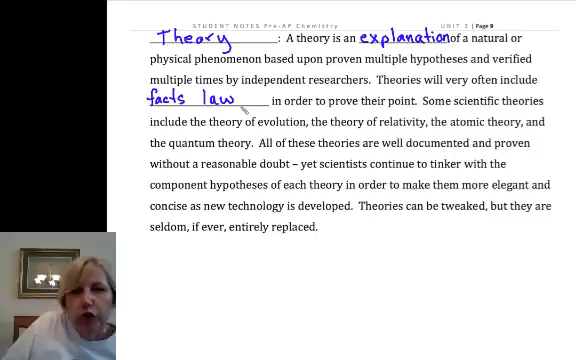 STUDENT NOTES Pre-AP Chemistry UNIT 1 | Page 9
Theory : A theory is an explanation of a natural or
physical phenomenon based upon proven multiple hypotheses and verified
multiple times by independent researchers. Theories will very often include
facts law in order to prove their point. Some scientific theories
include the theory of evolution, the theory of relativity, the atomic theory, and
the quantum theory. All of these theories are well documented and proven
without a reasonable doubt – yet scientists continue to tinker with the
component hypotheses of each theory in order to make them more elegant and
concise as new technology is developed. Theories can be tweaked, but they are
seldom, if ever, entirely replaced.